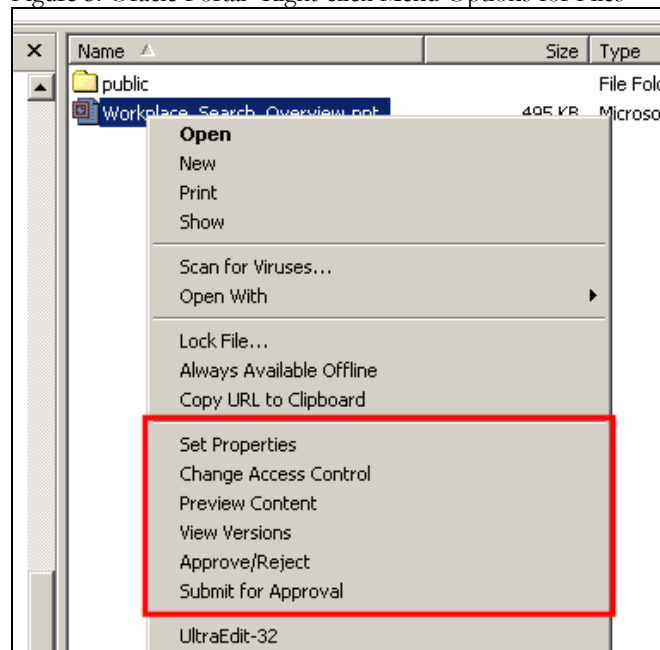 Name Size Type
public File Fol
Workplace_Search_Overview.ppt 495 KB Microso
Open
New
Print
Show
Scan for Viruses...
Open With
Lock File...
Always Available Offline
Copy URL to Clipboard
Set Properties
Change Access Control
Preview Content
View Versions
Approve/Reject
Submit for Approval
UltraEdit-32